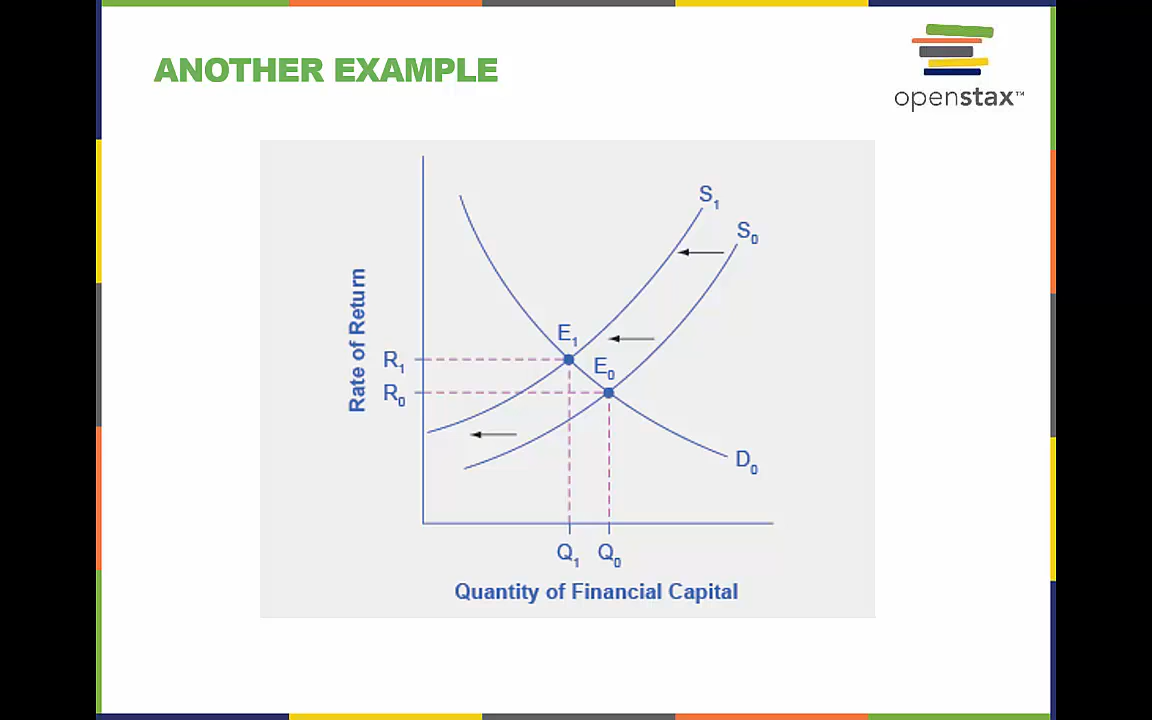 ANOTHER EXAMPLE
openstax™
S₁
S₀
E₁
E₀
R₁
R₀
Rate of Return
D₀
Q₁ Q₀
Quantity of Financial Capital